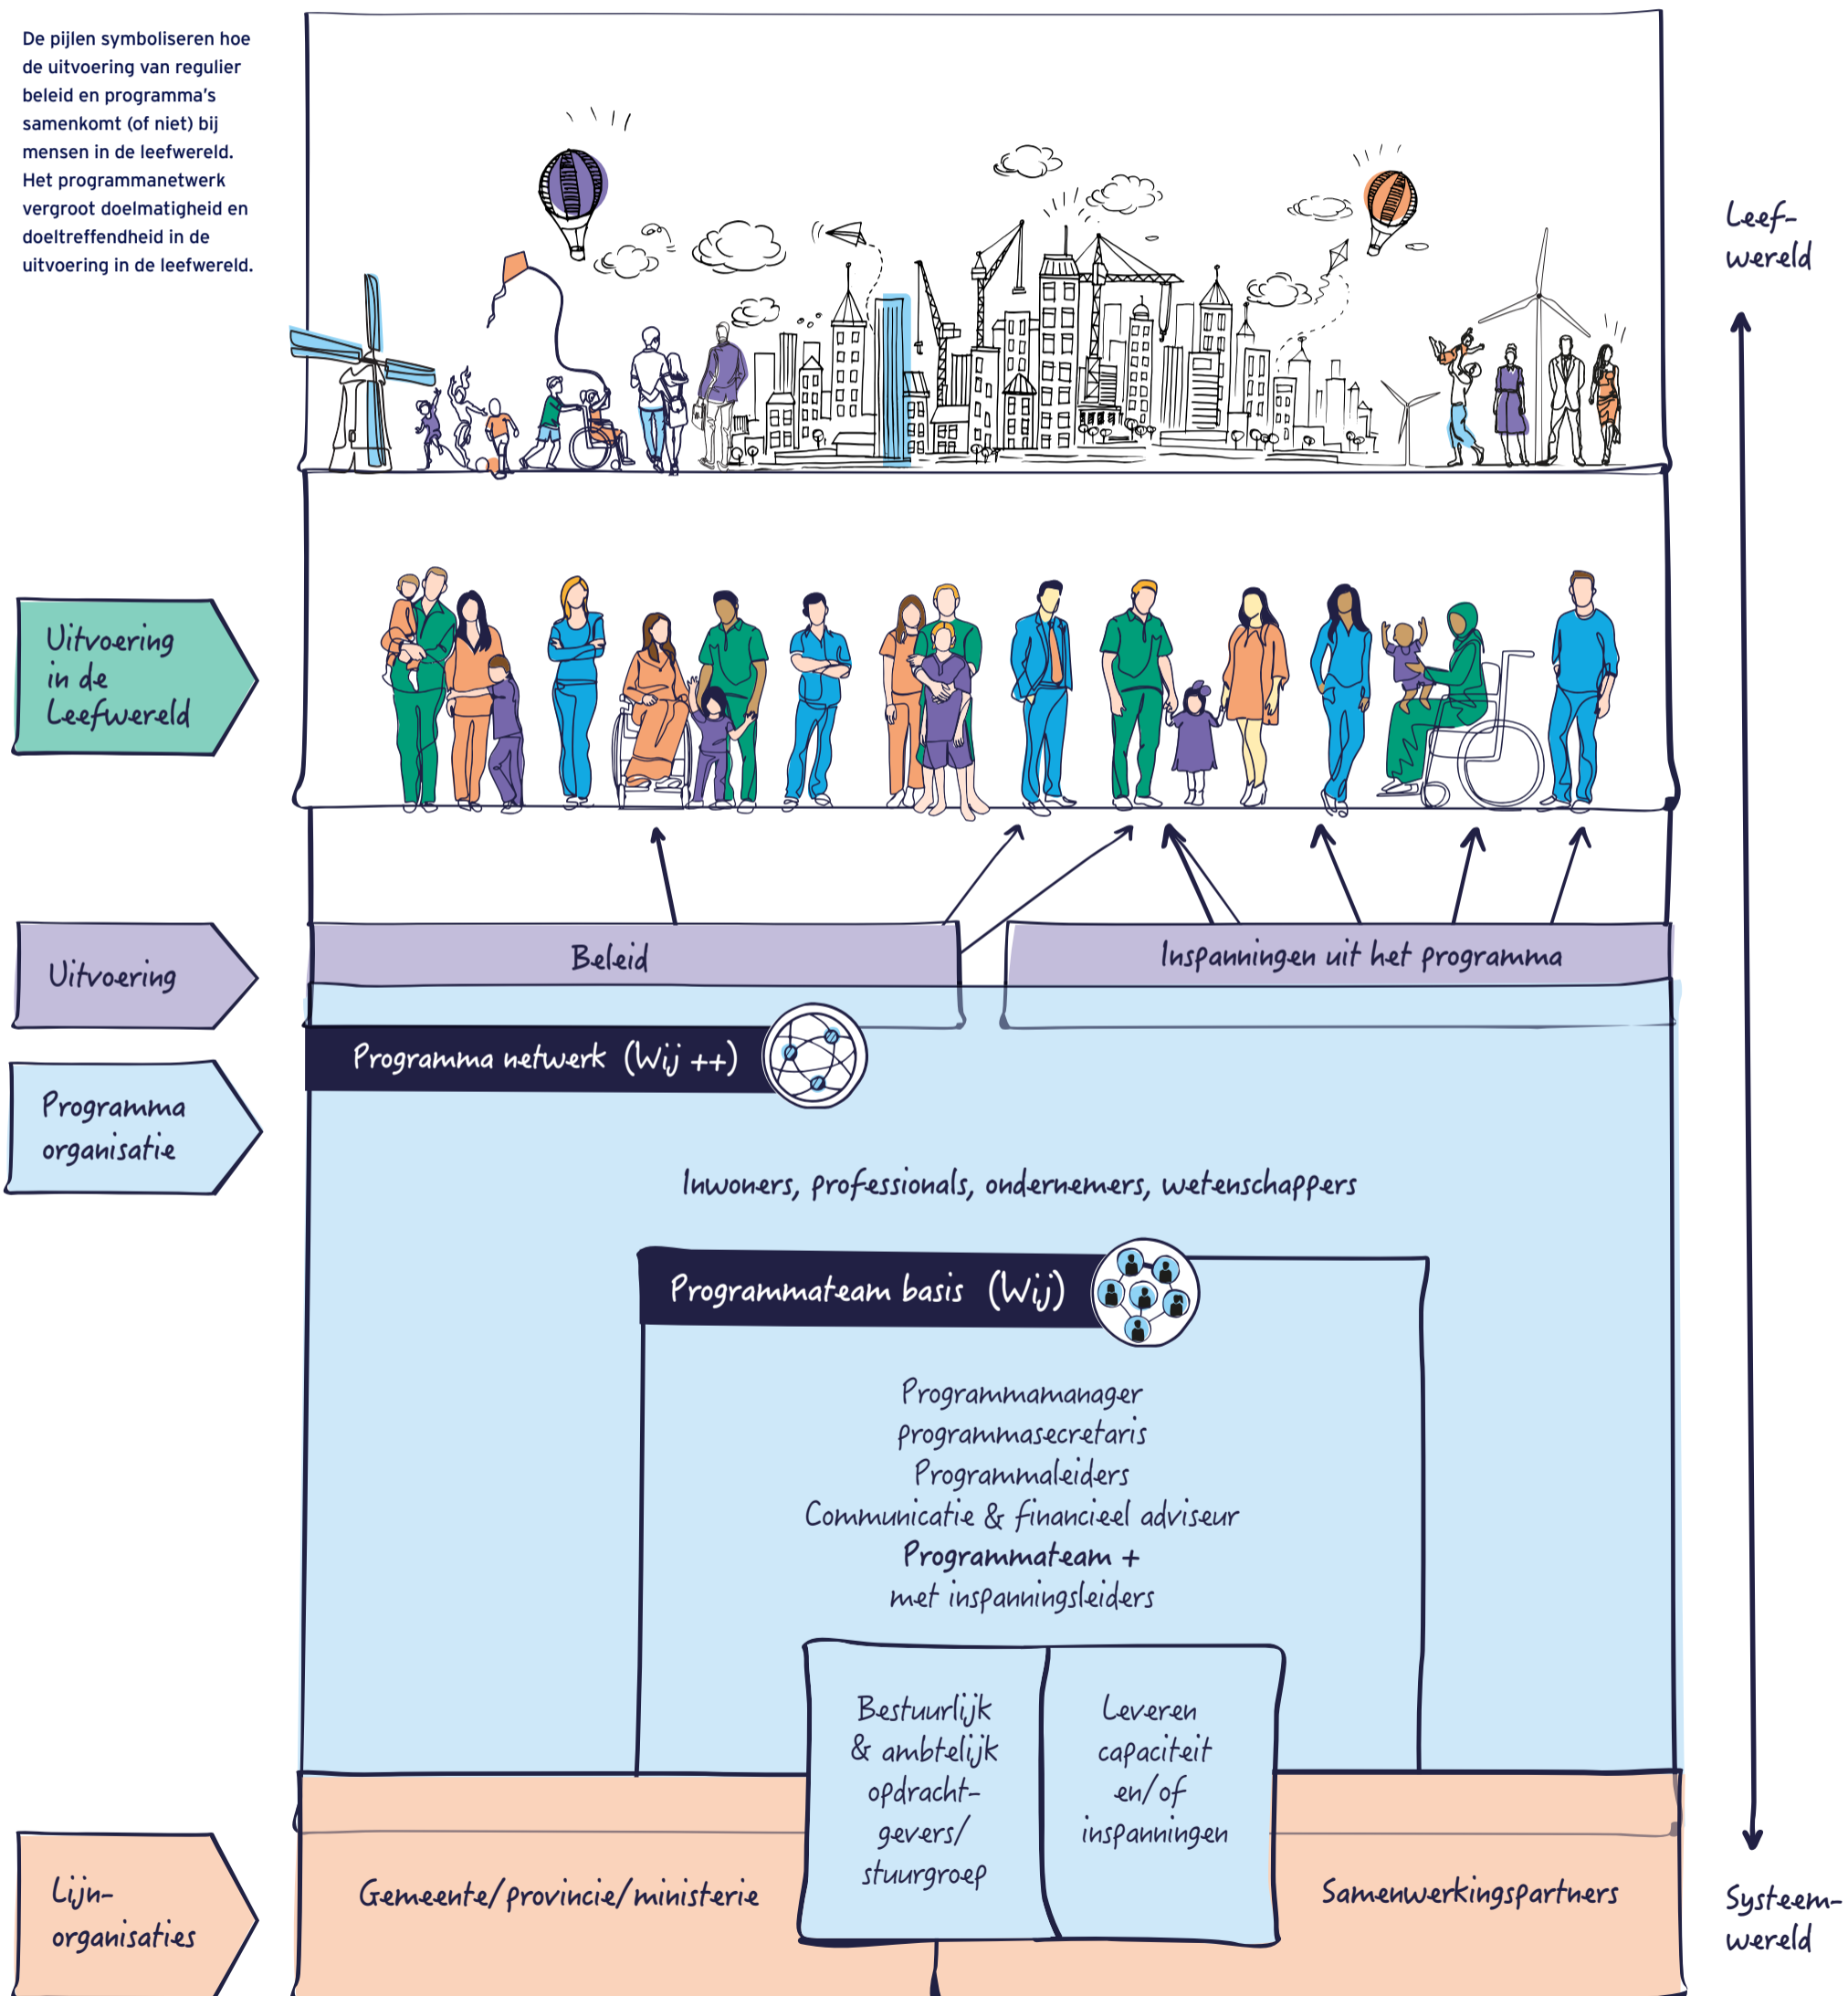 De pijlen symboliseren hoe
de uitvoering van regulier
beleid en programma's
samenkomt (of niet) bij
mensen in de leefwereld.
Het programmanetwerk
vergroot doelmatigheid en
doeltreffendheid in de
uitvoering in de leefwereld.
Leef-
wereld
Uitvoering
in de
Leefwereld
Uitvoering
Beleid
Inspanningen uit het programma
Programma netwerk (Wij ++)
Programma
organisatie
Inwoners, professionals, ondernemers, wetenschappers
Programmateam basis (Wij)
Programmamanager
programmasecretaris
Programmaleiders
Communicatie & financieel adviseur
Programmateam +
met inspanningsleiders
Bestuurlijk
& ambtelijk
opdracht-
gevers/
stuurgroep
Leveren
capaciteit
en/of
inspanningen
Lijn-
organisaties
Gemeente/provincie/ministerie
Samenwerkingspartners
Systeem-
wereld